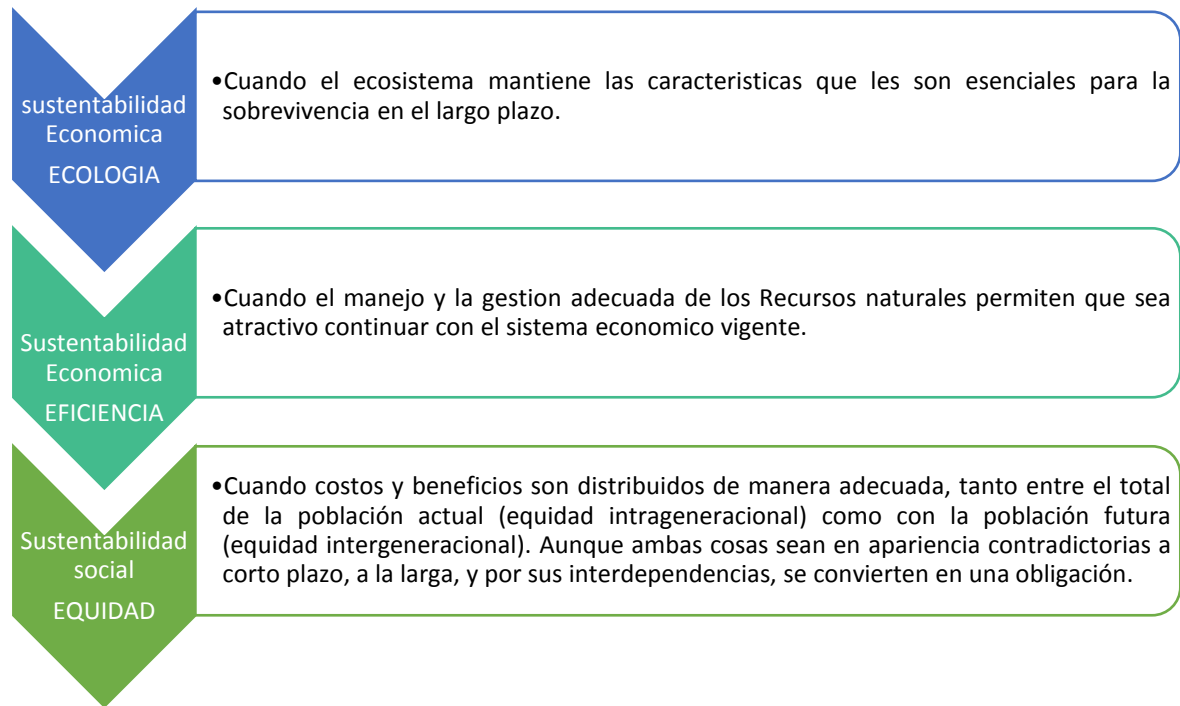 sustentabilidad
Economica
ECOLOGIA
•Cuando el ecosistema mantiene las caracteristicas que les son esenciales para la
sobrevivencia en el largo plazo.
Sustentabilidad
Economica
EFICIENCIA
•Cuando el manejo y la gestion adecuada de los Recursos naturales permiten que sea
atractivo continuar con el sistema economico vigente.
Sustentabilidad
social
EQUIDAD
•Cuando costos y beneficios son distribuidos de manera adecuada, tanto entre el total
de la población actual (equidad intrageneracional) como con la población futura
(equidad intergeneracional). Aunque ambas cosas sean en apariencia contradictorias a
corto plazo, a la larga, y por sus interdependencias, se convierten en una obligación.